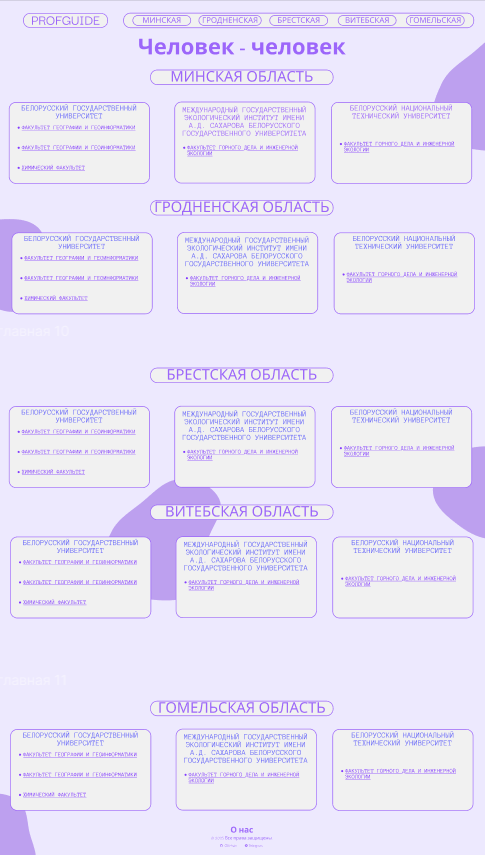 PROFGUIDE
МИНСКАЯ
ГРОДНЕНСКАЯ
БРЕСТСКАЯ
ВИТЕБСКАЯ
ГОМЕЛЬСКАЯ
Человек - человек
МИНСКАЯ ОБЛАСТЬ
БЕЛОРУССКИЙ ГОСУДАРСТВЕННЫЙ
УНИВЕРСИТЕТ
ФАКУЛЬТЕТ ГЕОГРАФИИ И ГЕОИНФОРМАТИКИ
ФАКУЛЬТЕТ ГЕОГРАФИИ И ГЕОИНФОРМАТИКИ
ХИМИЧЕСКИЙ ФАКУЛЬТЕТ
МЕЖДУНАРОДНЫЙ ГОСУДАРСТВЕННЫЙ
ЭКОЛОГИЧЕСКИЙ ИНСТИТУТ ИМЕНИ
А.Д. САХАРОВА БЕЛОРУССКОГО
ГОСУДАРСТВЕННОГО УНИВЕРСИТЕТА
ФАКУЛЬТЕТ ГОРНОГО ДЕЛА И ИНЖЕНЕРНОЙ
ЭКОЛОГИИ
БЕЛОРУССКИЙ НАЦИОНАЛЬНЫЙ
ТЕХНИЧЕСКИЙ УНИВЕРСИТЕТ
ФАКУЛЬТЕТ ГОРНОГО ДЕЛА И ИНЖЕНЕРНОЙ
ЭКОЛОГИИ
ГРОДНЕНСКАЯ ОБЛАСТЬ
БЕЛОРУССКИЙ ГОСУДАРСТВЕННЫЙ
УНИВЕРСИТЕТ
ФАКУЛЬТЕТ ГЕОГРАФИИ И ГЕОИНФОРМАТИКИ
ФАКУЛЬТЕТ ГЕОГРАФИИ И ГЕОИНФОРМАТИКИ
ХИМИЧЕСКИЙ ФАКУЛЬТЕТ
МЕЖДУНАРОДНЫЙ ГОСУДАРСТВЕННЫЙ
ЭКОЛОГИЧЕСКИЙ ИНСТИТУТ ИМЕНИ
А.Д. САХАРОВА БЕЛОРУССКОГО
ГОСУДАРСТВЕННОГО УНИВЕРСИТЕТА
ФАКУЛЬТЕТ ГОРНОГО ДЕЛА И ИНЖЕНЕРНОЙ
ЭКОЛОГИИ
БЕЛОРУССКИЙ НАЦИОНАЛЬНЫЙ
ТЕХНИЧЕСКИЙ УНИВЕРСИТЕТ
ФАКУЛЬТЕТ ГОРНОГО ДЕЛА И ИНЖЕНЕРНОЙ
ЭКОЛОГИИ
главная 10
БРЕСТСКАЯ ОБЛАСТЬ
БЕЛОРУССКИЙ ГОСУДАРСТВЕННЫЙ
УНИВЕРСИТЕТ
ФАКУЛЬТЕТ ГЕОГРАФИИ И ГЕОИНФОРМАТИКИ
ФАКУЛЬТЕТ ГЕОГРАФИИ И ГЕОИНФОРМАТИКИ
ХИМИЧЕСКИЙ ФАКУЛЬТЕТ
МЕЖДУНАРОДНЫЙ ГОСУДАРСТВЕННЫЙ
ЭКОЛОГИЧЕСКИЙ ИНСТИТУТ ИМЕНИ
А.Д. САХАРОВА БЕЛОРУССКОГО
ГОСУДАРСТВЕННОГО УНИВЕРСИТЕТА
ФАКУЛЬТЕТ ГОРНОГО ДЕЛА И ИНЖЕНЕРНОЙ
ЭКОЛОГИИ
БЕЛОРУССКИЙ НАЦИОНАЛЬНЫЙ
ТЕХНИЧЕСКИЙ УНИВЕРСИТЕТ
ФАКУЛЬТЕТ ГОРНОГО ДЕЛА И ИНЖЕНЕРНОЙ
ЭКОЛОГИИ
ВИТЕБСКАЯ ОБЛАСТЬ
БЕЛОРУССКИЙ ГОСУДАРСТВЕННЫЙ
УНИВЕРСИТЕТ
ФАКУЛЬТЕТ ГЕОГРАФИИ И ГЕОИНФОРМАТИКИ
ФАКУЛЬТЕТ ГЕОГРАФИИ И ГЕОИНФОРМАТИКИ
ХИМИЧЕСКИЙ ФАКУЛЬТЕТ
МЕЖДУНАРОДНЫЙ ГОСУДАРСТВЕННЫЙ
ЭКОЛОГИЧЕСКИЙ ИНСТИТУТ ИМЕНИ
А.Д. САХАРОВА БЕЛОРУССКОГО
ГОСУДАРСТВЕННОГО УНИВЕРСИТЕТА
ФАКУЛЬТЕТ ГОРНОГО ДЕЛА И ИНЖЕНЕРНОЙ
ЭКОЛОГИИ
БЕЛОРУССКИЙ НАЦИОНАЛЬНЫЙ
ТЕХНИЧЕСКИЙ УНИВЕРСИТЕТ
ФАКУЛЬТЕТ ГОРНОГО ДЕЛА И ИНЖЕНЕРНОЙ
ЭКОЛОГИИ
главная 11
ГОМЕЛЬСКАЯ ОБЛАСТЬ
БЕЛОРУССКИЙ ГОСУДАРСТВЕННЫЙ
УНИВЕРСИТЕТ
ФАКУЛЬТЕТ ГЕОГРАФИИ И ГЕОИНФОРМАТИКИ
ФАКУЛЬТЕТ ГЕОГРАФИИ И ГЕОИНФОРМАТИКИ
ХИМИЧЕСКИЙ ФАКУЛЬТЕТ
МЕЖДУНАРОДНЫЙ ГОСУДАРСТВЕННЫЙ
ЭКОЛОГИЧЕСКИЙ ИНСТИТУТ ИМЕНИ
А.Д. САХАРОВА БЕЛОРУССКОГО
ГОСУДАРСТВЕННОГО УНИВЕРСИТЕТА
ФАКУЛЬТЕТ ГОРНОГО ДЕЛА И ИНЖЕНЕРНОЙ
ЭКОЛОГИИ
БЕЛОРУССКИЙ НАЦИОНАЛЬНЫЙ
ТЕХНИЧЕСКИЙ УНИВЕРСИТЕТ
ФАКУЛЬТЕТ ГОРНОГО ДЕЛА И ИНЖЕНЕРНОЙ
ЭКОЛОГИИ
О нас
Все права защищены